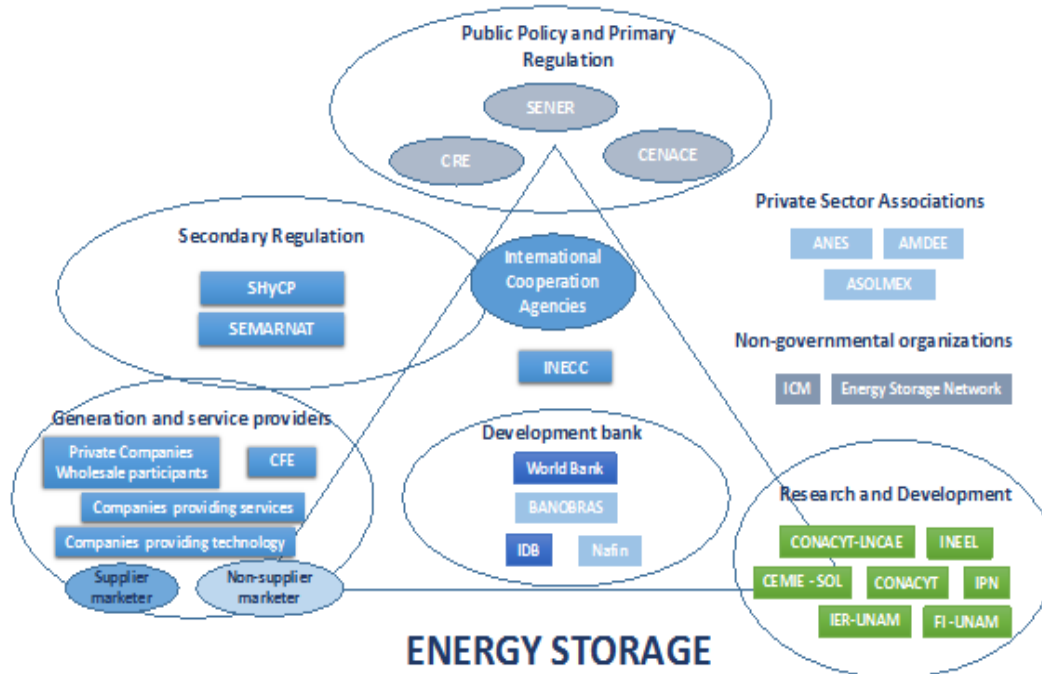 Public Policy and Primary
Regulation
SENER
CRE
CENACE
Private Sector Associations
ANES
AMDEE
ASOLMEX
Secondary Regulation
SHyCP
SEMARNAT
International
Cooperation
Agencies
INECC
Non-governmental organizations
ICM
Energy Storage Network
Generation and service providers
Private Companies
Wholesale participants
CFE
Companies providing services
Companies providing technology
Supplier
marketer
Non-supplier
marketer
Development bank
World Bank
BANOBRAS
IDB
Nafin
Research and Development
CONACYT-LNCAE
INEEL
CEMIE - SOL
CONACYT
IPN
IER-UNAM
FI -UNAM
ENERGY STORAGE